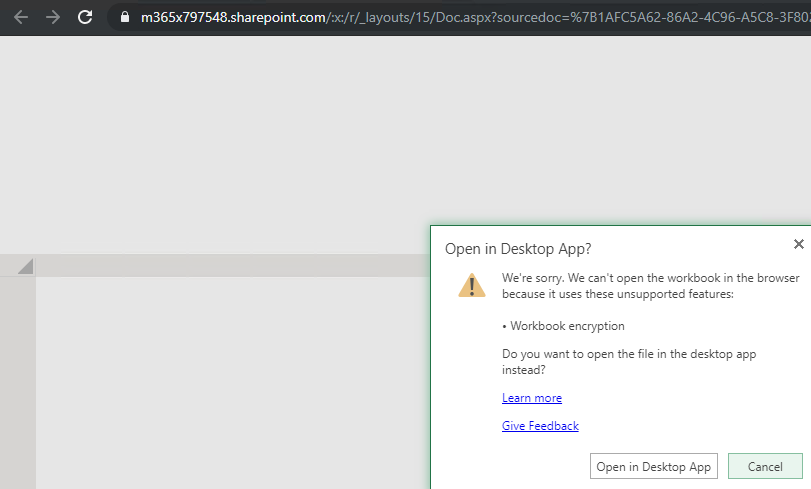 m365x797548.sharepoint.com/:x:/r/_layouts/15/Doc.aspx?sourcedoc=%7B1AFC5A62-86A2-4C96-A5C8-3F802
Open in Desktop App?
We're sorry. We can't open the workbook in the browser
because it uses these unsupported features:
• Workbook encryption
Do you want to open the file in the desktop app
instead?
Learn more
Give Feedback
Open in Desktop App
Cancel